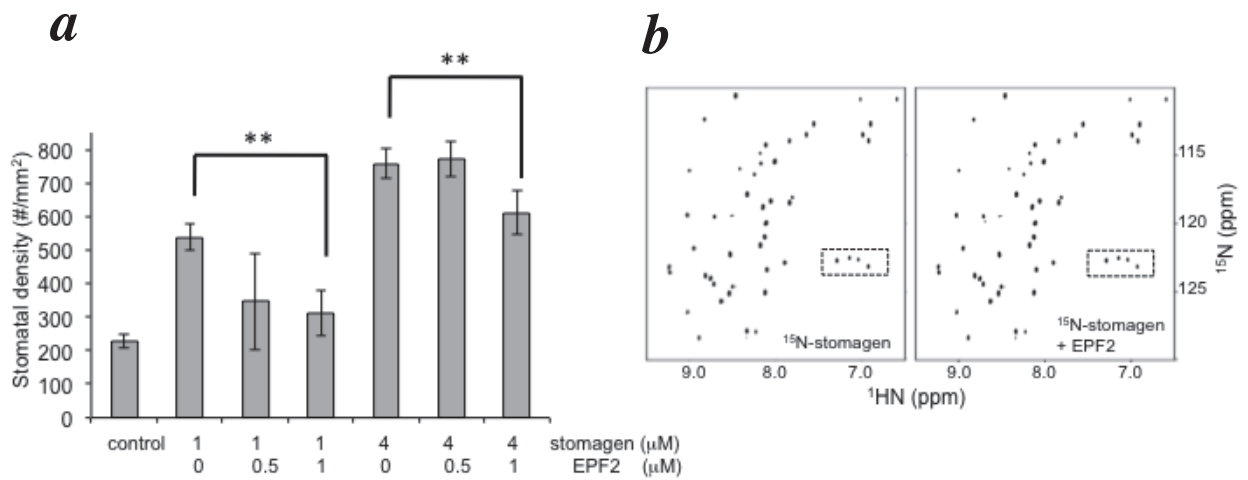 a
b
**
**
Stomatal density (#/mm²)
800
700
600
500
400
300
200
100
0
control 1 1 1 4 4 4 stomagen (μM)
0 0.5 1 0 0.5 1 EPF2 (μM)
¹⁵N-stomagen
¹⁵N-stomagen
+ EPF2
115
120
125
¹⁵N (ppm)
9.0 8.0 7.0 9.0 8.0 7.0
¹HN (ppm)